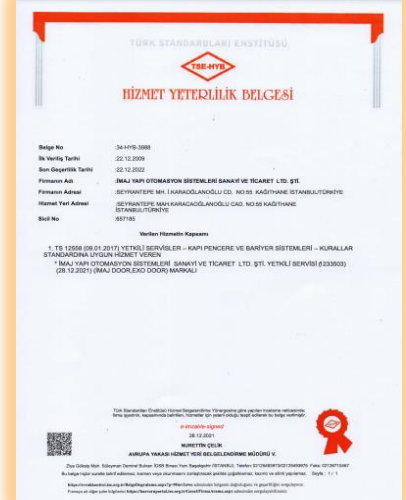 TÜRK STANDARDLARI ENSTİTÜSÜ
TSE-HYB
HİZMET YETERLİLİK BELGESİ
Belge No :34-HYB-3988
İlk Veriliş Tarihi :22.12.2009
Son Geçerlilik Tarihi :22.12.2022
Firmanın Adı :İMAJ YAPI OTOMASYON SİSTEMLERİ SANAYİ VE TİCARET LTD. ŞTİ.
Firmanın Adresi :SEYRANTEPE MH. İ.KARAOĞLANOĞLU CD. NO:55 KAĞITHANE İSTANBUL/TÜRKİYE
Hizmet Yeri Adresi :SEYRANTEPE MAH.KARACAOĞLANOĞLU CAD. NO:55 KAĞITHANE
İSTANBUL/TÜRKİYE
Sicil No :657185
Verilen Hizmetin Kapsamı
1. TS 12558 (09.01.2017) YETKİLİ SERVİSLER – KAPI PENCERE VE BARİYER SİSTEMLERİ – KURALLAR
STANDARDINA UYGUN HİZMET VEREN
* İMAJ YAPI OTOMASYON SİSTEMLERİ SANAYİ VE TİCARET LTD. ŞTİ. YETKİLİ SERVİSİ (1233503)
(28.12.2021) (İMAJ DOOR,EXO DOOR) MARKALI
e-imzalıdır-signed
28.12.2021
NURETTİN ÇELİK
AVRUPA YAKASI HİZMET YERİ BELGELENDİRME MÜDÜRÜ V.
Sayfa : 1 / 1